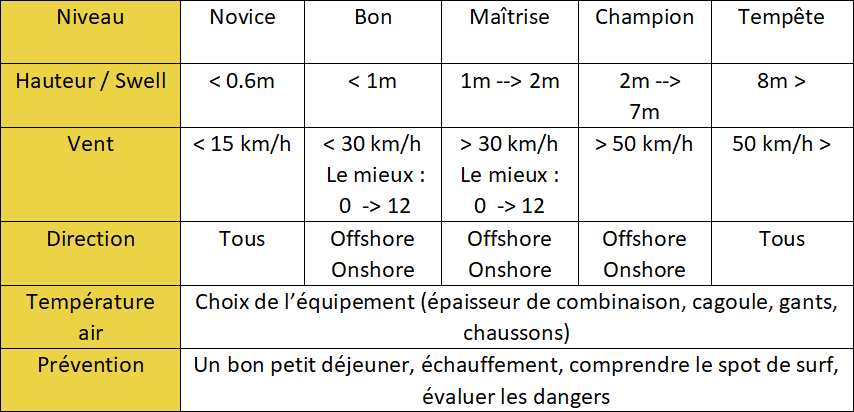 Niveau Novice Bon Maîtrise Champion Tempête
Hauteur / Swell < 0.6m < 1m 1m --> 2m 2m --> 7m 8m >
Vent < 15 km/h < 30 km/h Le mieux : 0 -> 12 > 30 km/h Le mieux : 0 -> 12 > 50 km/h 50 km/h >
Direction Tous Offshore Onshore Offshore Onshore Offshore Onshore Tous
Température air Choix de l’équipement (épaisseur de combinaison, cagoule, gants,
chaussons)
Prévention Un bon petit déjeuner, échauffement, comprendre le spot de surf,
évaluer les dangers